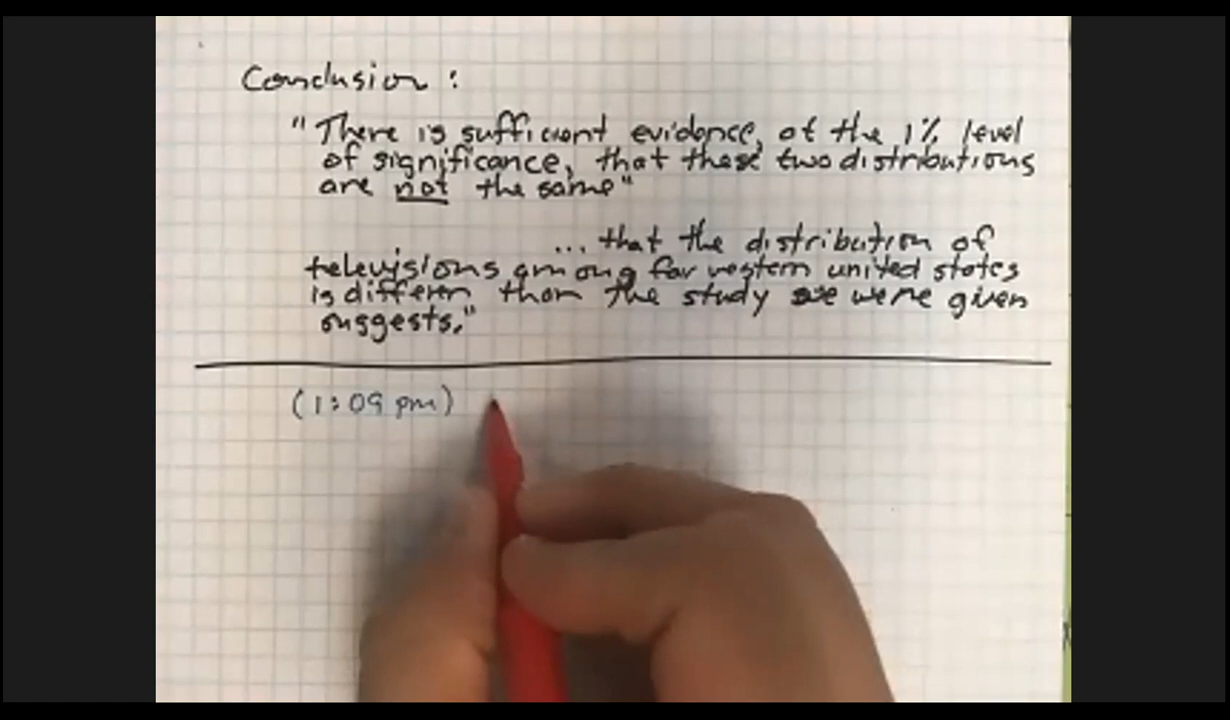 Conclusion :
"There is sufficient evidence, at the 1% level
of significance, that these two distributions
are not the same"
... that the distribution of
televisions among far western united states
is differen than the study we were given
suggests."
(1:09 pm)